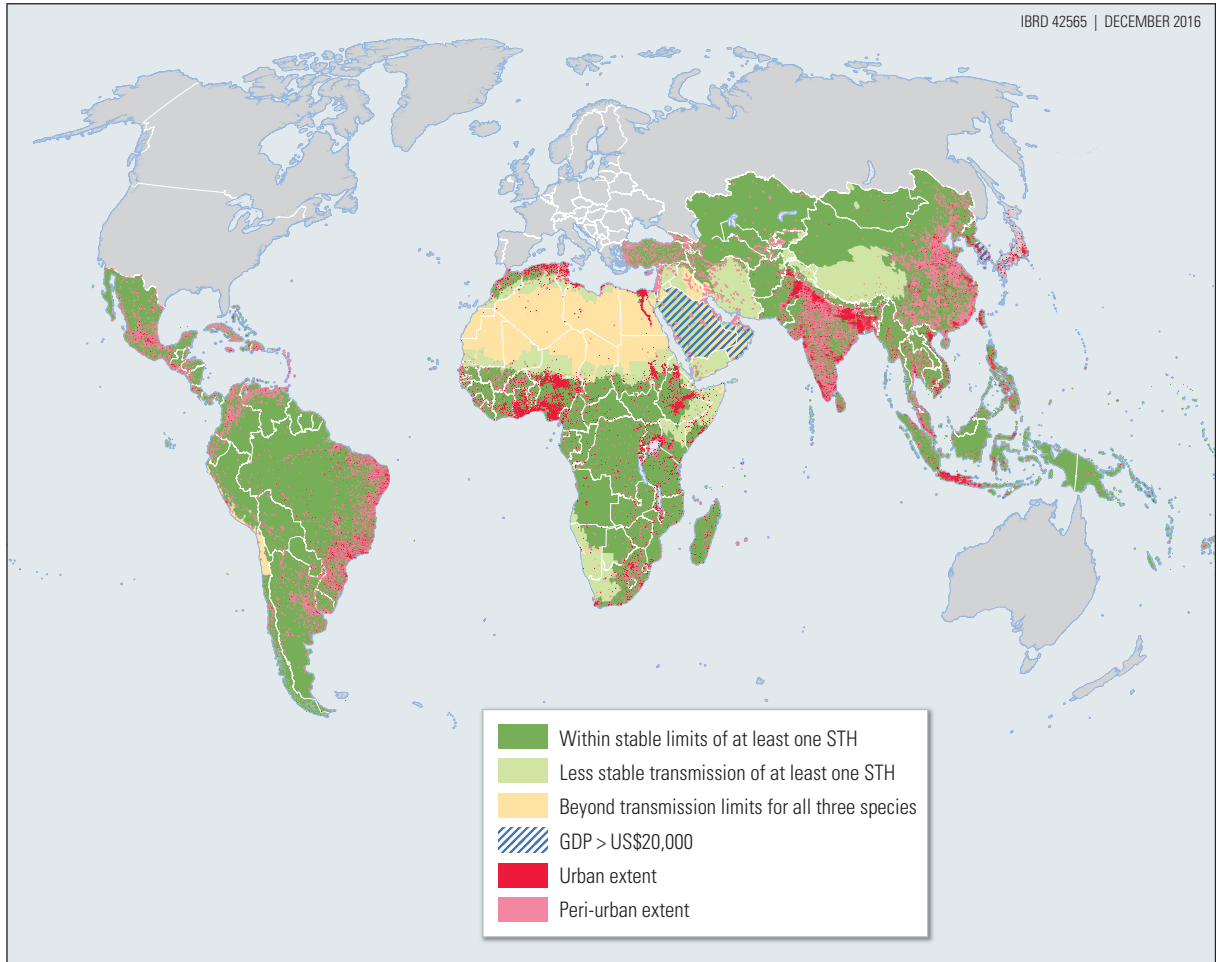 IBRD 42565 | DECEMBER 2016
Within stable limits of at least one STH
Less stable transmission of at least one STH
Beyond transmission limits for all three species
GDP > US$20,000
Urban extent
Peri-urban extent